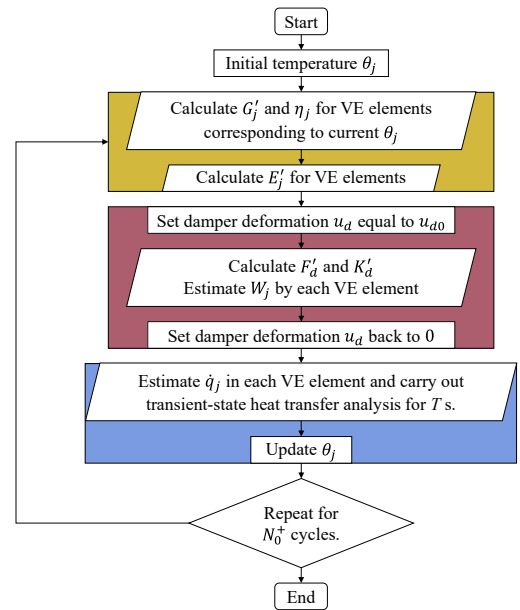 Start
Initial temperature θj
Calculate G′j and ηj for VE elements
corresponding to current θj
Calculate E′j for VE elements
Set damper deformation ud equal to ud0
Calculate F′d and K′d
Estimate Wj by each VE element
Set damper deformation ud back to 0
Estimate q̇j in each VE element and carry out
transient-state heat transfer analysis for T s.
Update θj
Repeat for
N0+ cycles.
End